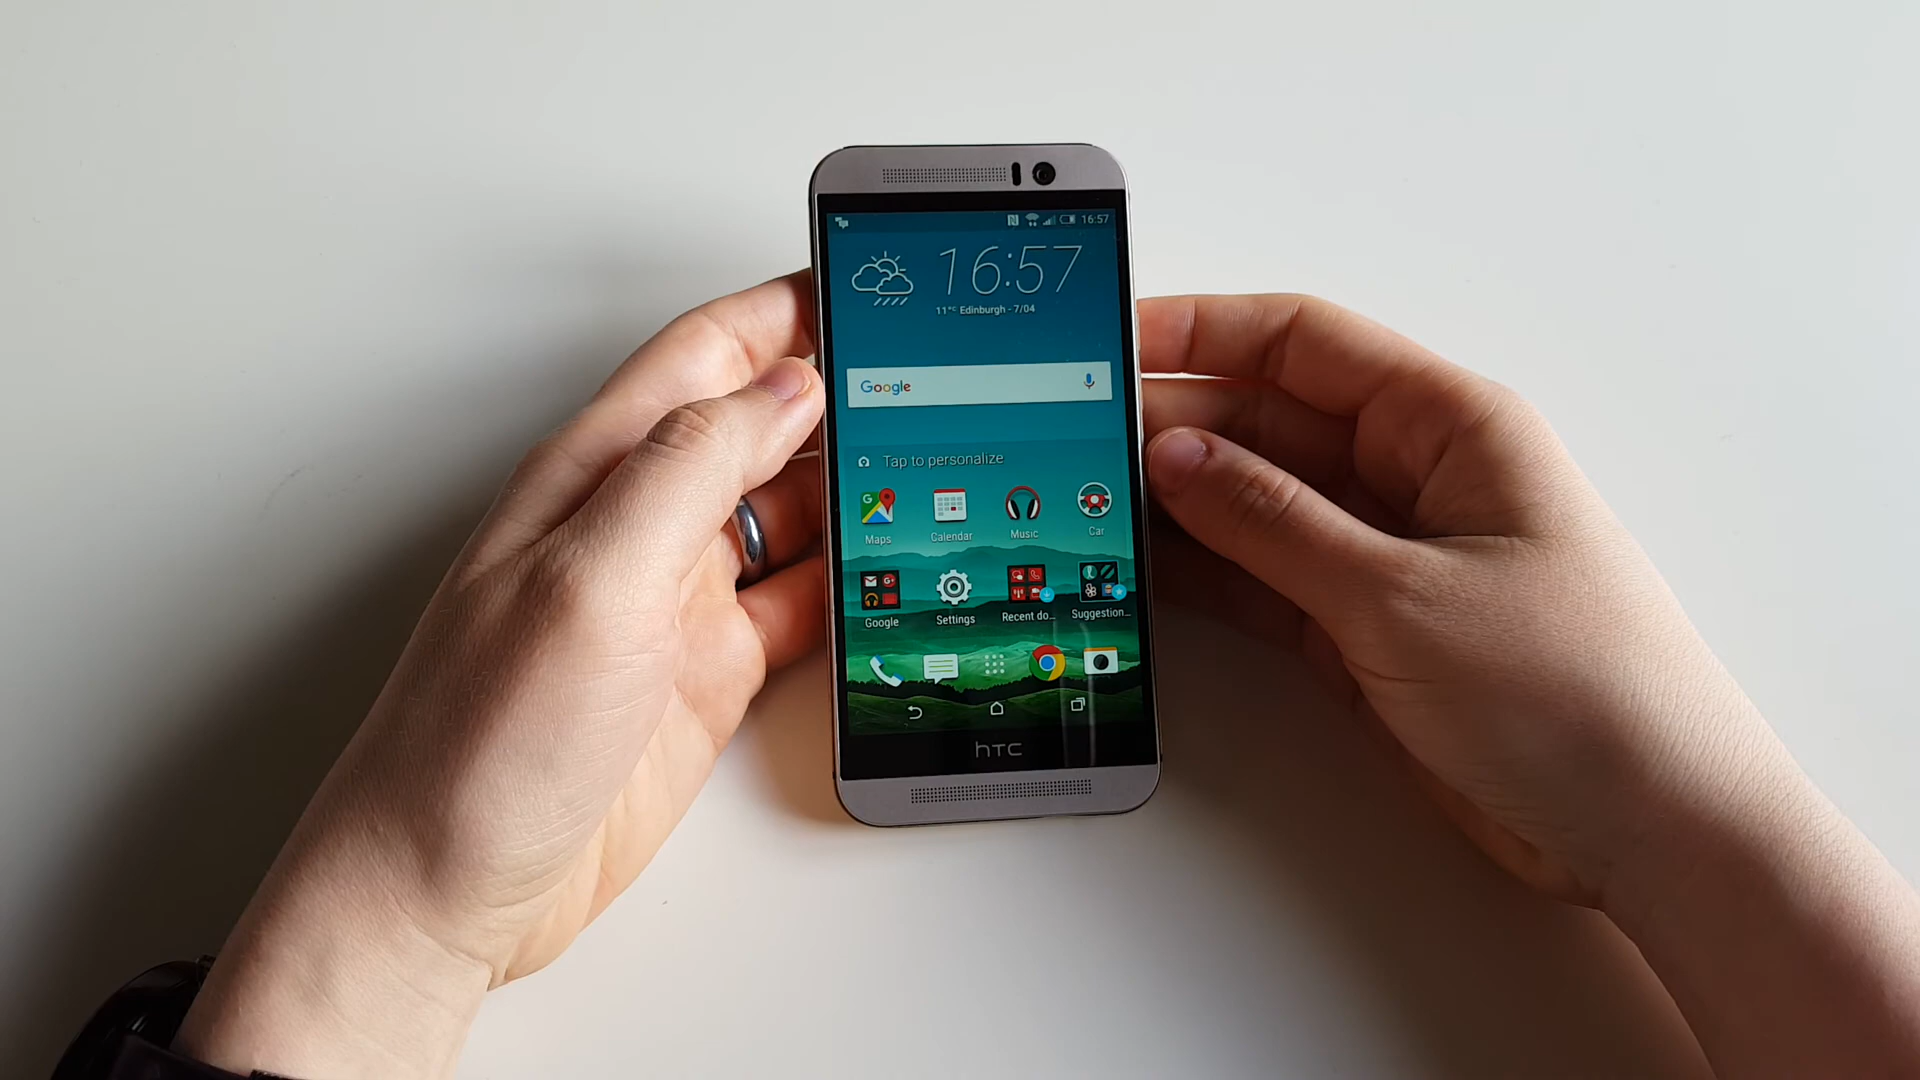 16:57
16:57
11°C Edinburgh - 7/04
Google
Tap to personalize
Maps Calendar Music Car
Google Settings Recent do... Suggestion...
hTC